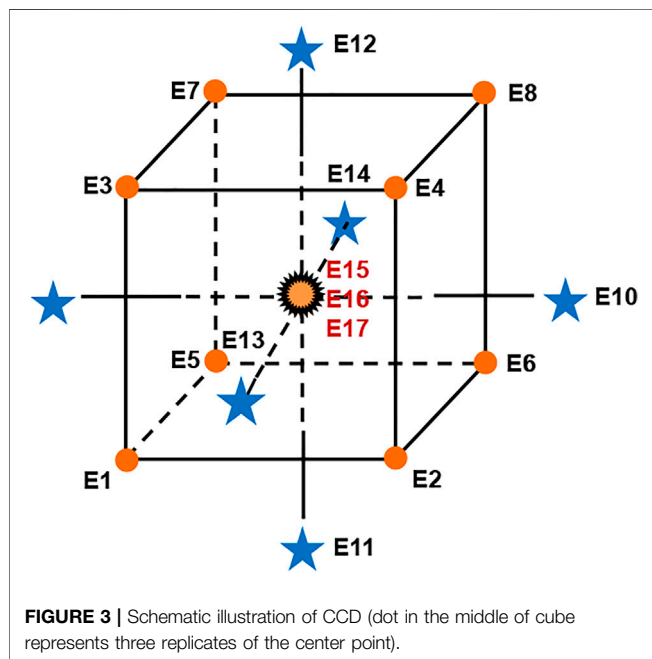 E12
E7
E8
E14
E3
E4
E15
E16
E10
E17
E13
E5
E6
E1
E2
E11
FIGURE 3 | Schematic illustration of CCD (dot in the middle of cube
represents three replicates of the center point).